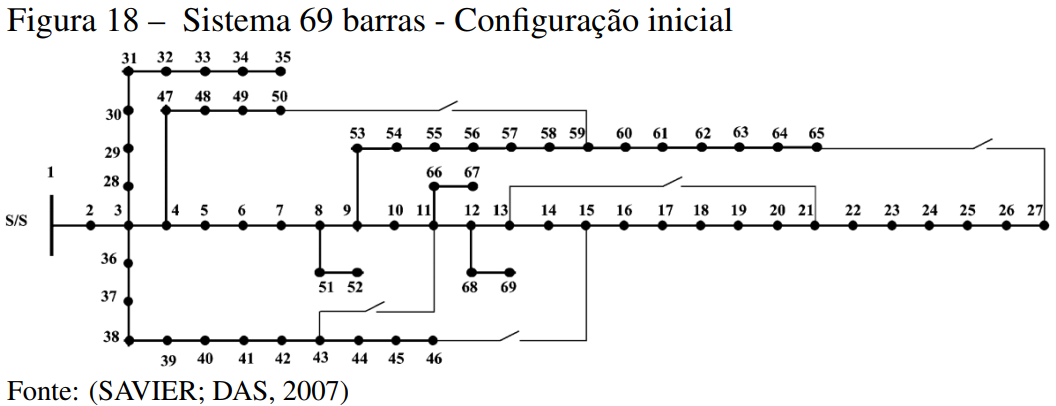 Figura 18 – Sistema 69 barras - Configuração inicial
31 32 33 34 35
47 48 49 50
30
53 54 55 56 57 58 59 60 61 62 63 64 65
29
1
28
66 67
S/S
2 3 4 5 6 7 8 9 10 11 12 13 14 15 16 17 18 19 20 21 22 23 24 25 26 27
36
51 52 68 69
37
38
39 40 41 42 43 44 45 46
Fonte: (SAVIER; DAS, 2007)